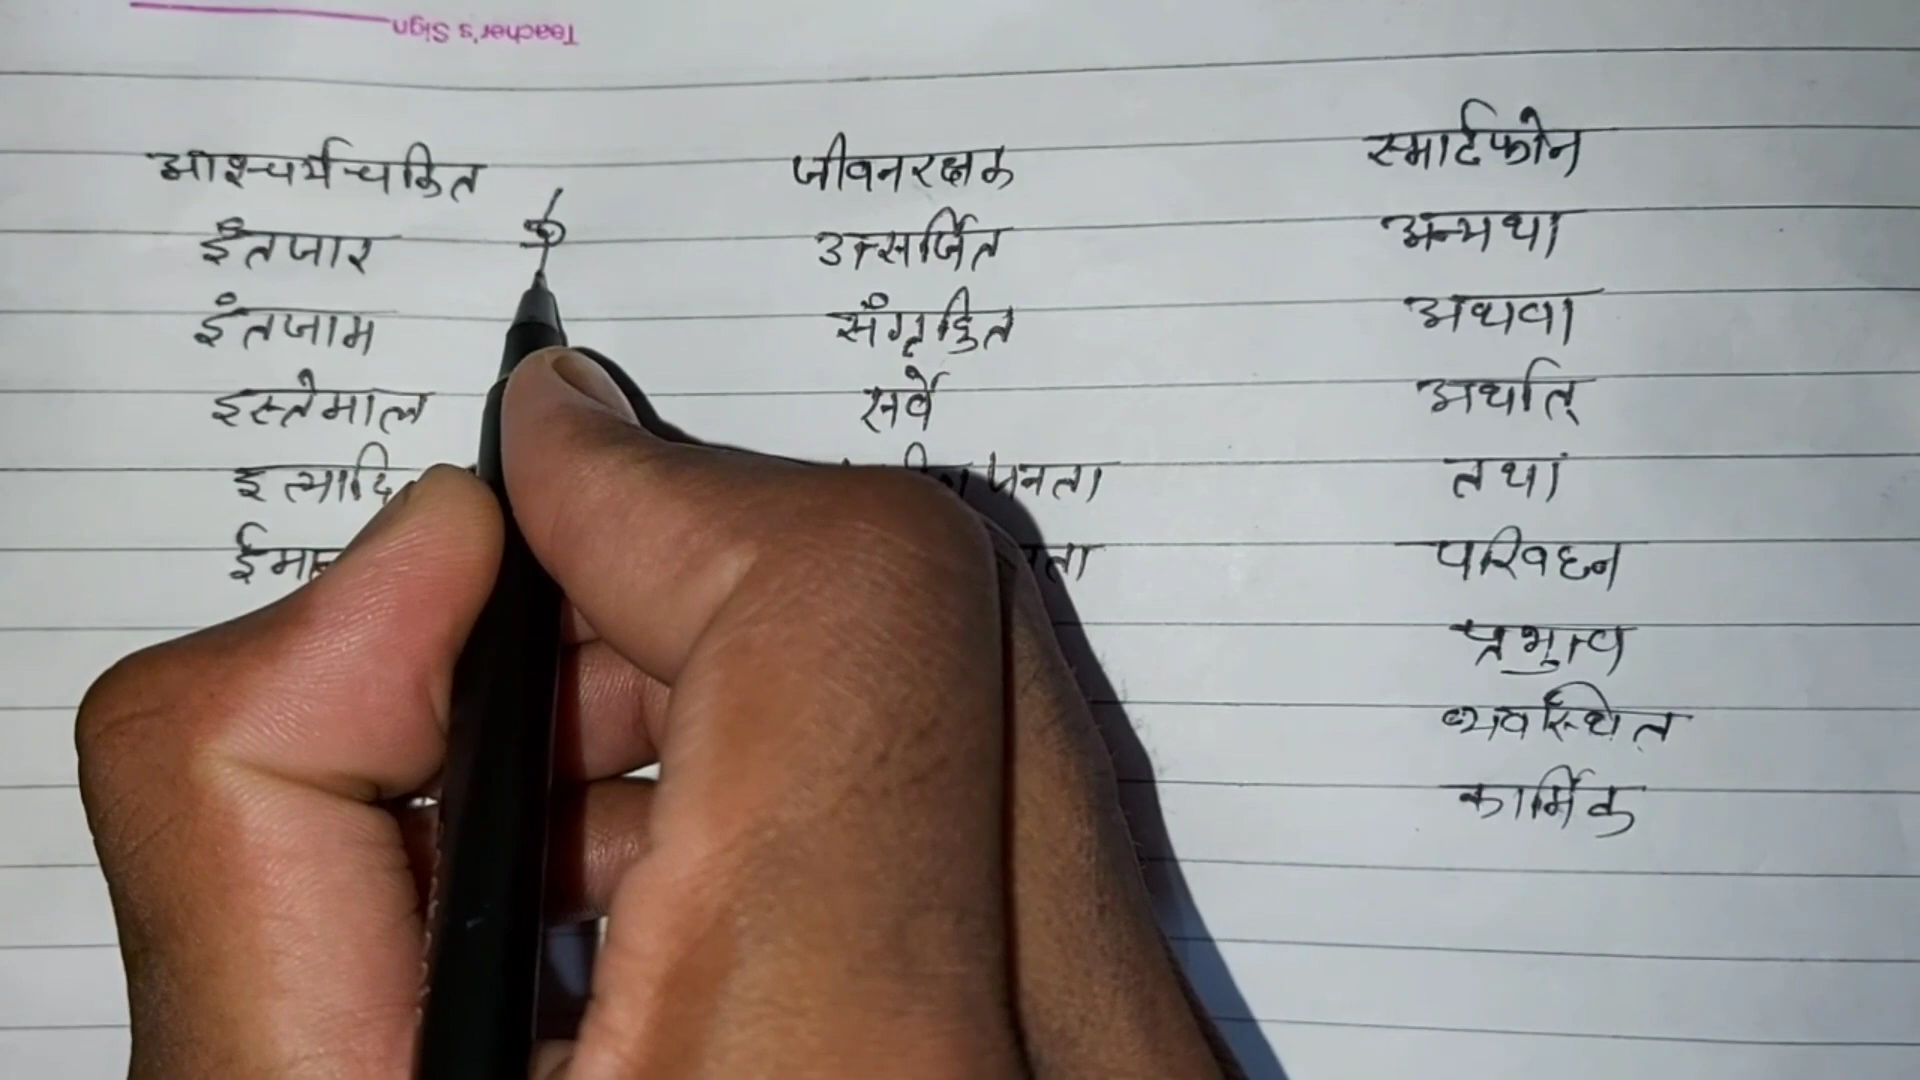 Teacher's Sign
आश्चर्यचकित
इंतजार
इंतजाम
इस्तेमाल
इत्यादि
जीवनरक्षक
उत्सर्जित
संगृहित
सर्वे
स्मार्टफोन
अन्यथा
अथवा
अर्थात्
तथा
परिवहन
प्रभुत्व
व्यवस्थित
कार्मिक